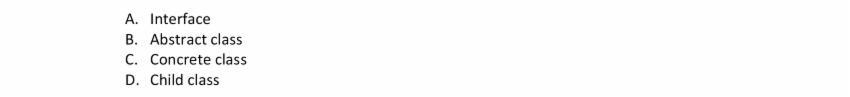 A. Interface
B. Abstract class
C. Concrete class
D. Child class